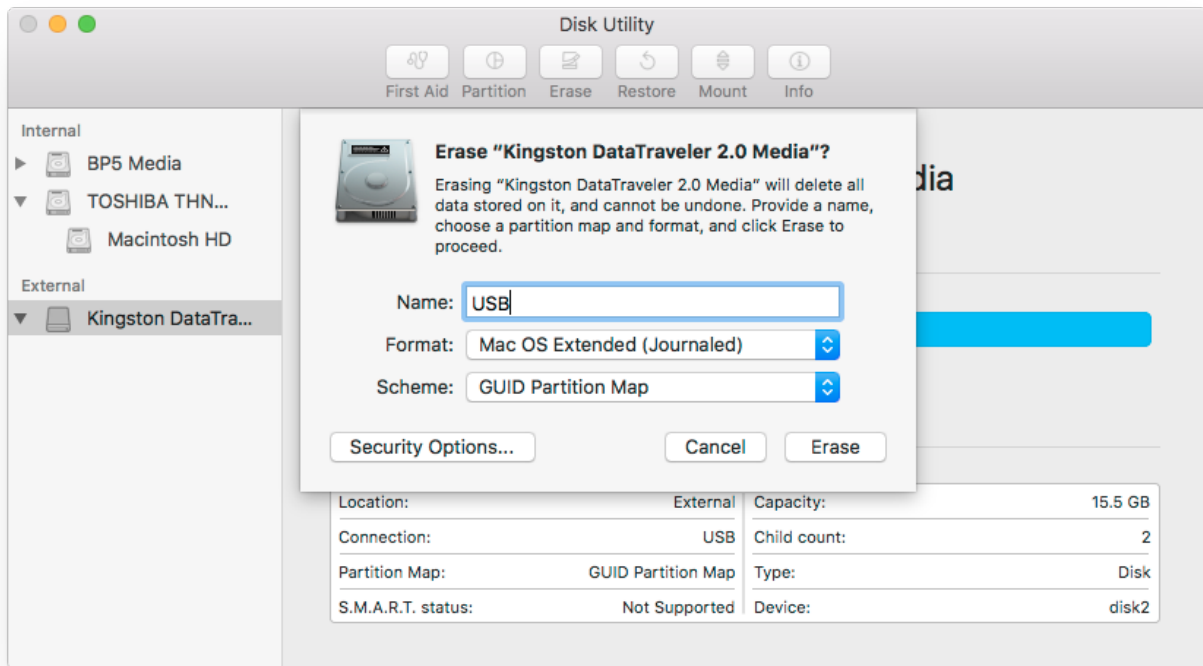 Disk Utility
First Aid Partition Erase Restore Mount Info
Internal
BP5 Media
TOSHIBA THN...
Macintosh HD
External
Kingston DataTra...
Erase “Kingston DataTraveler 2.0 Media”?
Erasing “Kingston DataTraveler 2.0 Media” will delete all
data stored on it, and cannot be undone. Provide a name,
choose a partition map and format, and click Erase to
proceed.
Name: USB
Format: Mac OS Extended (Journaled)
Scheme: GUID Partition Map
Security Options... Cancel Erase
dia
Location: External Capacity: 15.5 GB
Connection: USB Child count: 2
Partition Map: GUID Partition Map Type: Disk
S.M.A.R.T. status: Not Supported Device: disk2